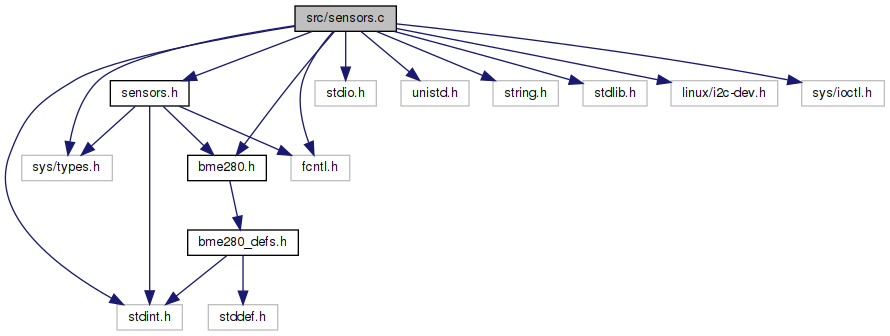 src/sensors.c
sensors.h
stdio.h
unistd.h
string.h
stdlib.h
linux/i2c-dev.h
sys/ioctl.h
sys/types.h
bme280.h
fcntl.h
bme280_defs.h
stdint.h
stddef.h